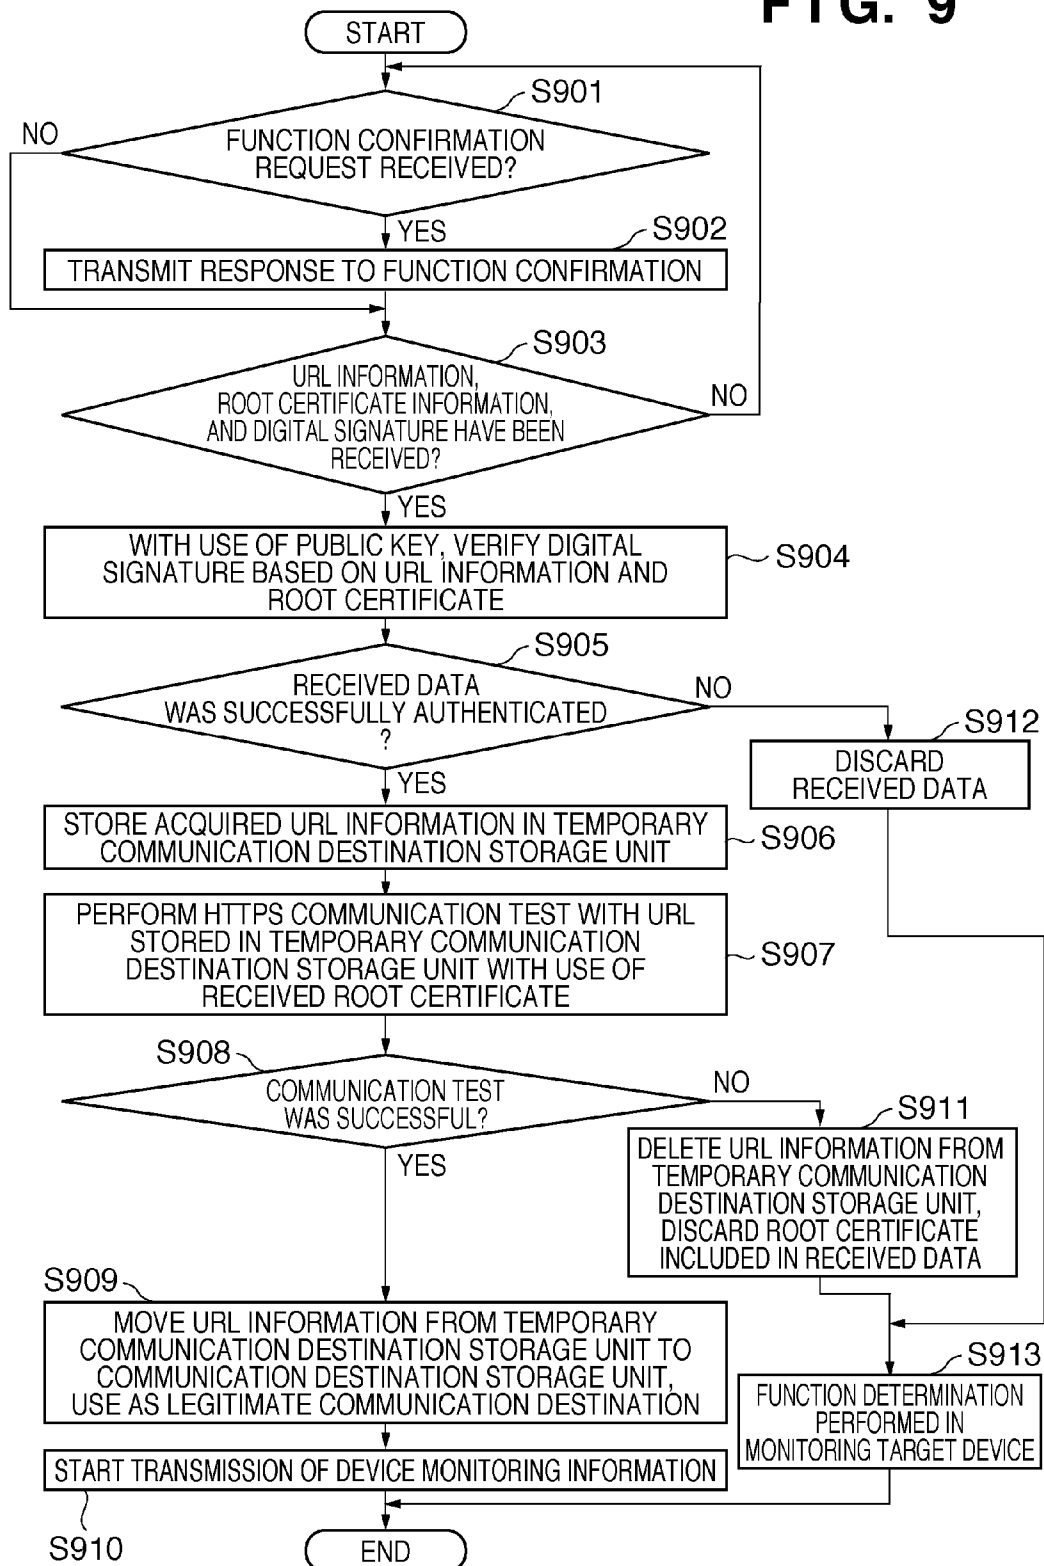 FIG. 9
START
S901
NO
FUNCTION CONFIRMATION
REQUEST RECEIVED?
YES
S902
TRANSMIT RESPONSE TO FUNCTION CONFIRMATION
S903
URL INFORMATION,
ROOT CERTIFICATE INFORMATION,
AND DIGITAL SIGNATURE HAVE BEEN
RECEIVED?
NO
YES
WITH USE OF PUBLIC KEY, VERIFY DIGITAL
SIGNATURE BASED ON URL INFORMATION AND
ROOT CERTIFICATE
S904
S905
RECEIVED DATA
WAS SUCCESSFULLY AUTHENTICATED
?
NO
YES
S912
DISCARD
RECEIVED DATA
STORE ACQUIRED URL INFORMATION IN TEMPORARY
COMMUNICATION DESTINATION STORAGE UNIT
S906
PERFORM HTTPS COMMUNICATION TEST WITH URL
STORED IN TEMPORARY COMMUNICATION
DESTINATION STORAGE UNIT WITH USE OF
RECEIVED ROOT CERTIFICATE
S907
S908
COMMUNICATION TEST
WAS SUCCESSFUL?
NO
YES
S911
DELETE URL INFORMATION FROM
TEMPORARY COMMUNICATION
DESTINATION STORAGE UNIT,
DISCARD ROOT CERTIFICATE
INCLUDED IN RECEIVED DATA
S909
MOVE URL INFORMATION FROM TEMPORARY
COMMUNICATION DESTINATION STORAGE UNIT TO
COMMUNICATION DESTINATION STORAGE UNIT,
USE AS LEGITIMATE COMMUNICATION DESTINATION
S913
FUNCTION DETERMINATION
PERFORMED IN
MONITORING TARGET DEVICE
START TRANSMISSION OF DEVICE MONITORING INFORMATION
S910
END